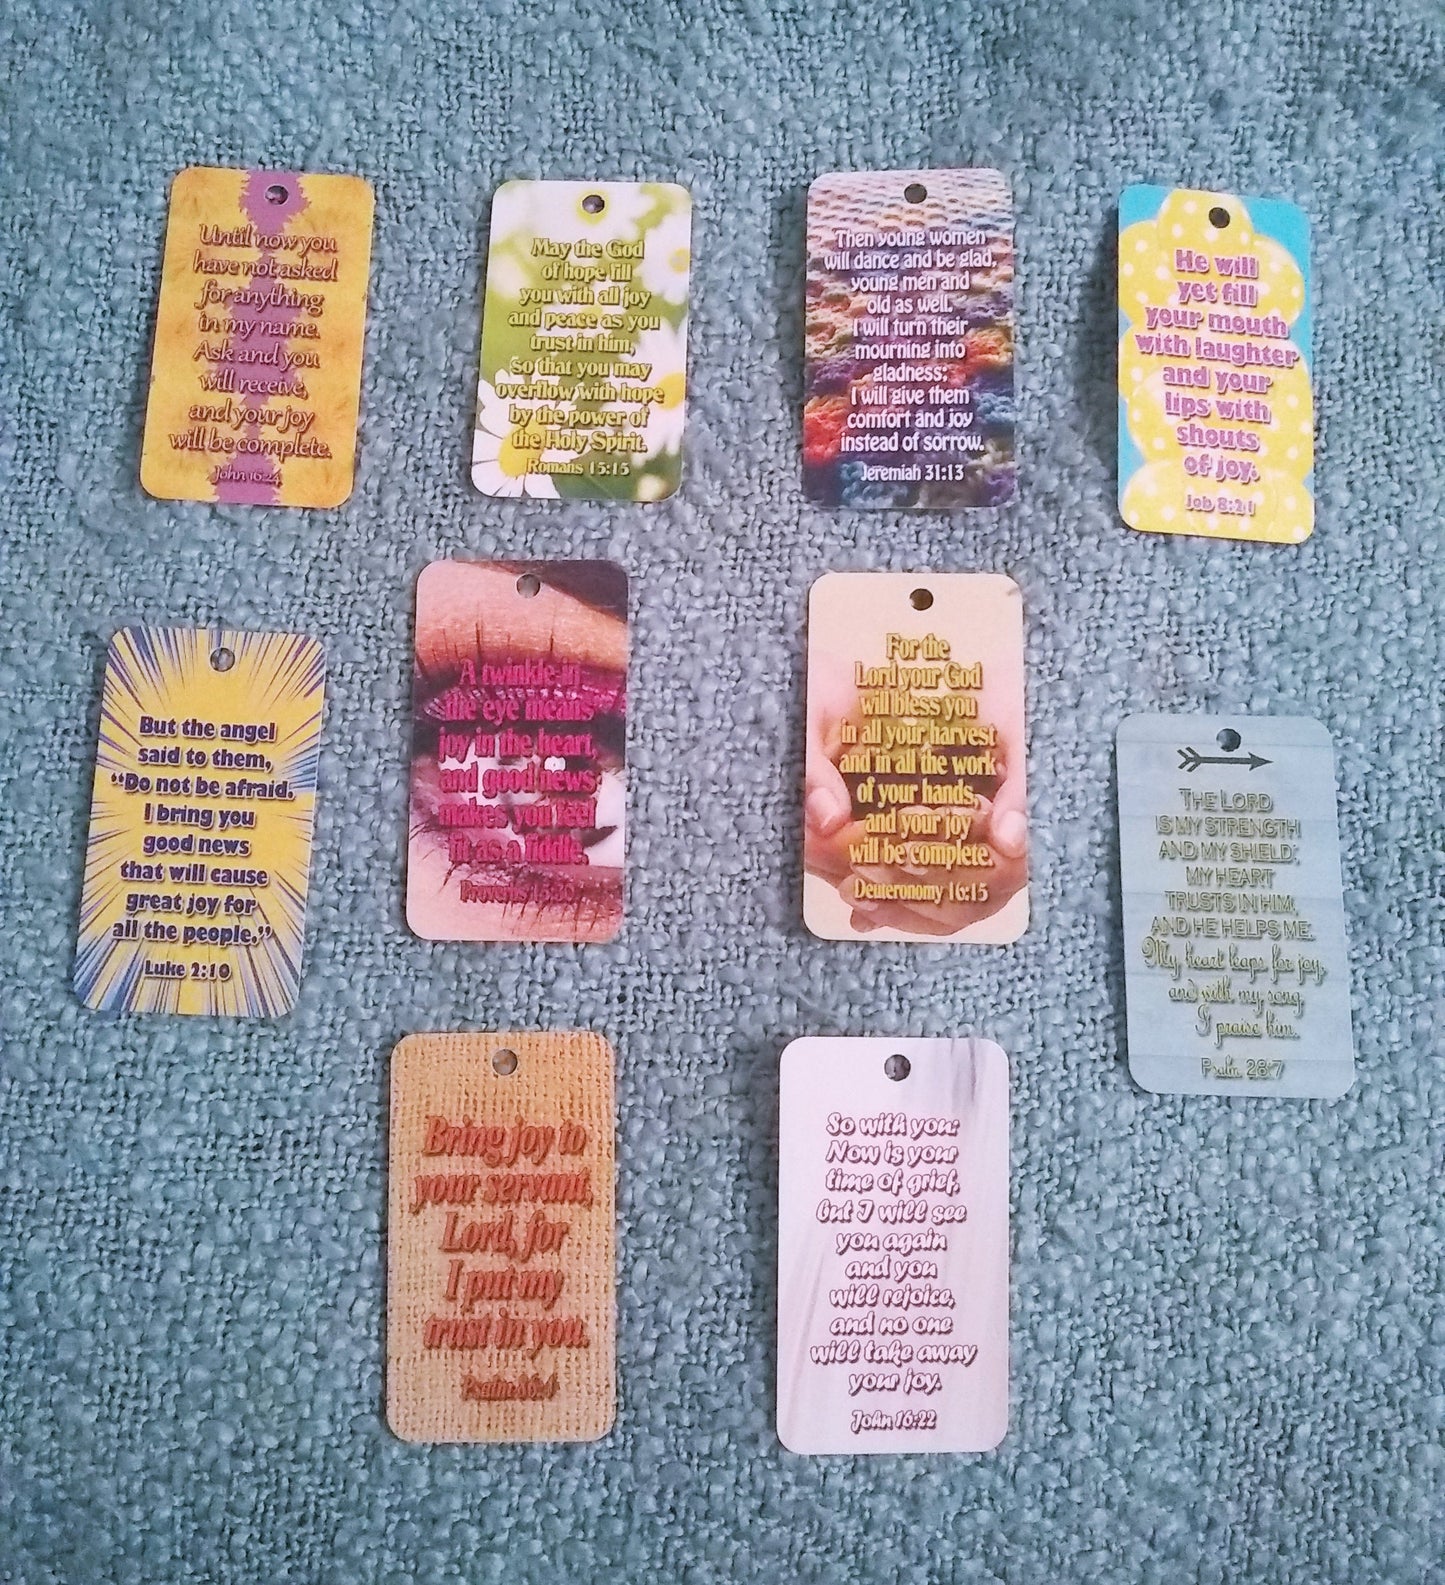 Until now you
have not asked
for anything
in my name.
Ask and you
will receive,
and your joy
will be complete.
John 16:24
May the God
of hope fill
you with all joy
and peace as you
trust in him,
so that you may
overflow with hope
by the power of
the Holy Spirit.
Romans 15:15
Then young women
will dance and be glad,
young men and
old as well.
I will turn their
mourning into
gladness;
I will give them
comfort and joy
instead of sorrow.
Jeremiah 31:13
He will
yet fill
your mouth
with laughter
and your
lips with
shouts
of joy.
Job 8:21
But the angel
said to them,
“Do not be afraid.
I bring you
good news
that will cause
great joy for
all the people.”
Luke 2:10
A twinkle in
the eye means
joy in the heart,
and good news
makes you feel
fit as a fiddle.
Proverbs
For the
Lord your God
will bless you
in all your harvest
and in all the work
of your hands,
and your joy
will be complete.
Deuteronomy 16:15
THE LORD
IS MY STRENGTH
AND MY SHIELD;
MY HEART
TRUSTS IN HIM,
AND HE HELPS ME.
My heart leaps for joy,
and with my song
I praise him.
Psalm 28:7
Bring joy to
your servant,
Lord, for
I put my
trust in you.
Psalm 86:4
So with you:
Now is your
time of grief,
but I will see
you again
and you
will rejoice,
and no one
will take away
your joy.
John 16:22